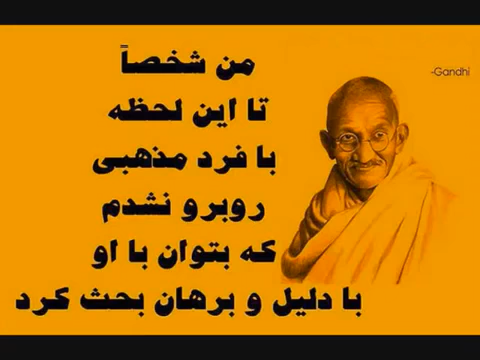 -Gandhi
من شخصاً
تا این لحظه
با فرد مذهبی
روبرو نشدم
که بتوان با او
با دلیل و برهان بحث کرد